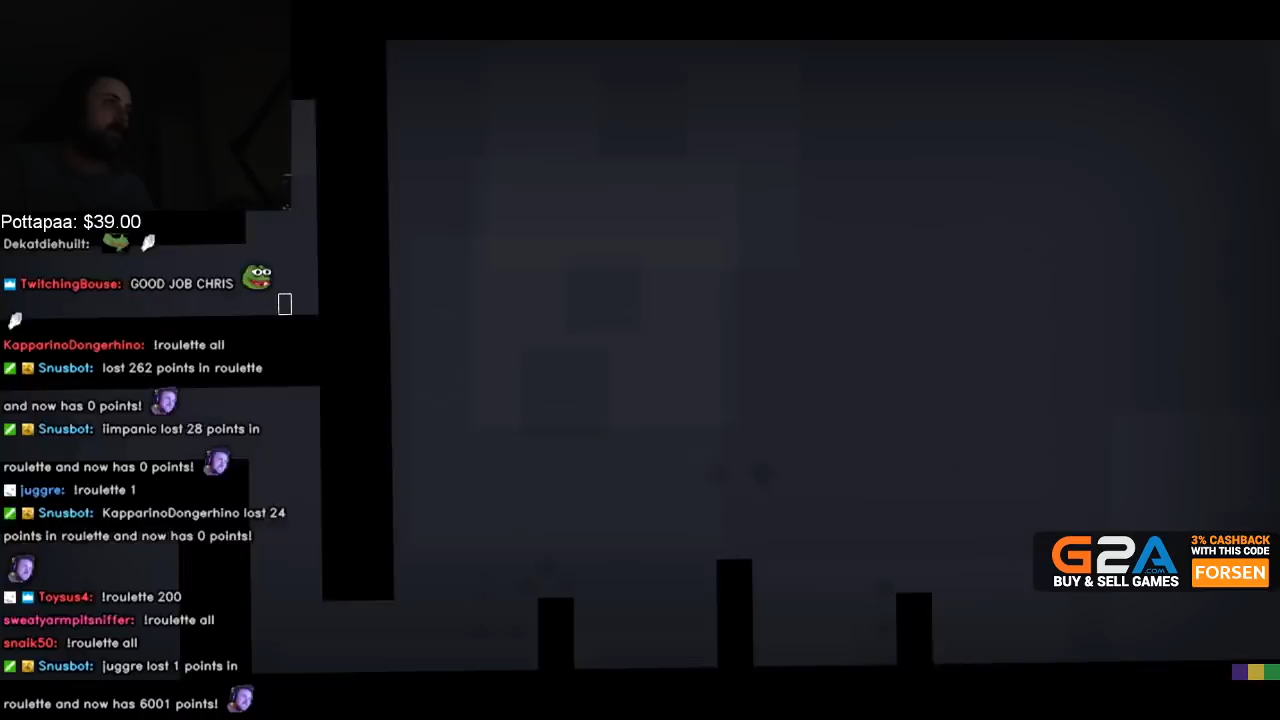 Pottapaa: $39.00
Dekatdiehuilt:
TwitchingBouse: GOOD JOB CHRIS
KapparinoDongerhino: !roulette all
Snusbot: lost 262 points in roulette
and now has 0 points!
Snusbot: iimpanic lost 28 points in
roulette and now has 0 points!
juggre: !roulette 1
Snusbot: KapparinoDongerhino lost 24
points in roulette and now has 0 points!
Toysus4: !roulette 200
sweatyarmpitsniffer: !roulette all
snaik50: !roulette all
Snusbot: juggre lost 1 points in
roulette and now has 6001 points!
G2A.COM
BUY & SELL GAMES
3% CASHBACK
WITH THIS CODE
FORSEN